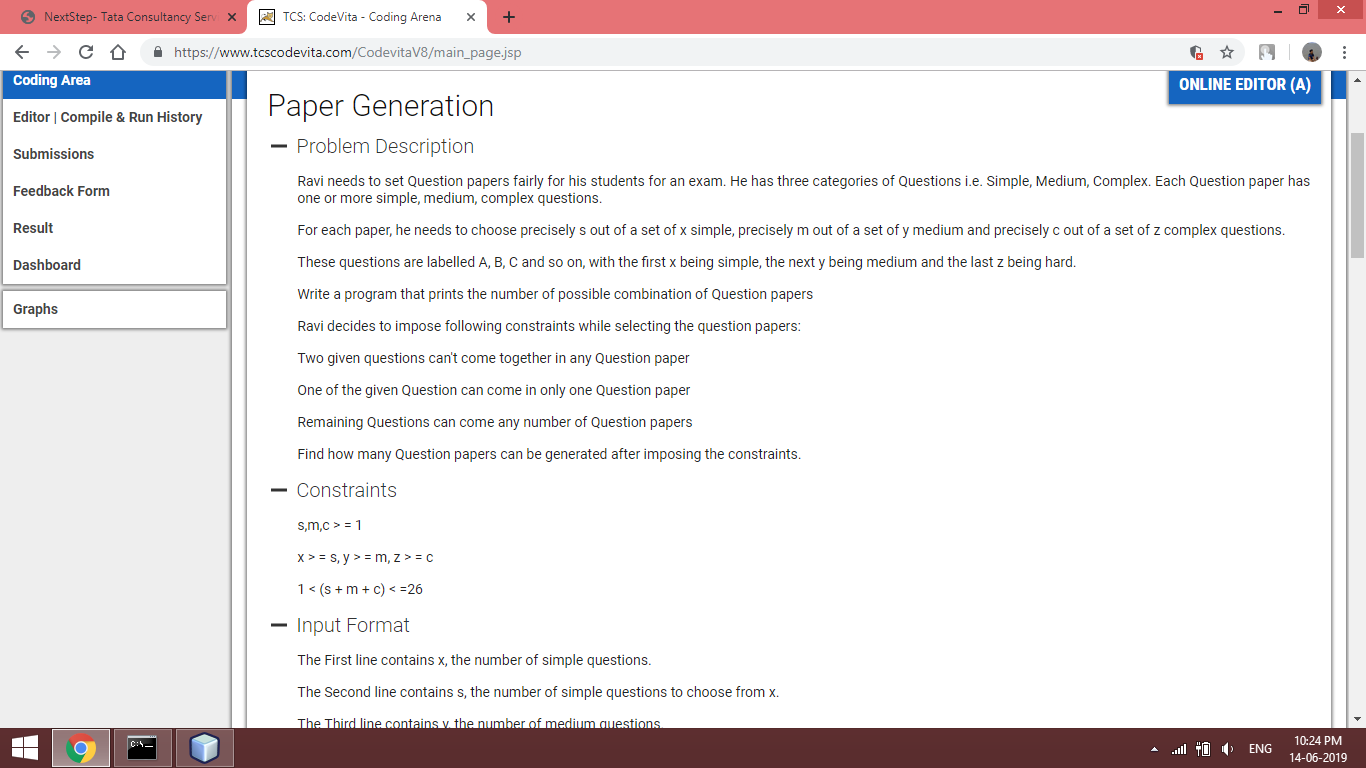 NextStep- Tata Consultancy Serv
TCS: CodeVita - Coding Arena
https://www.tcscodevita.com/CodevitaV8/main_page.jsp
Coding Area
Editor | Compile & Run History
Submissions
Feedback Form
Result
Dashboard
Graphs
ONLINE EDITOR (A)
Paper Generation
Problem Description
Ravi needs to set Question papers fairly for his students for an exam. He has three categories of Questions i.e. Simple, Medium, Complex. Each Question paper has
one or more simple, medium, complex questions.
For each paper, he needs to choose precisely s out of a set of x simple, precisely m out of a set of y medium and precisely c out of a set of z complex questions.
These questions are labelled A, B, C and so on, with the first x being simple, the next y being medium and the last z being hard.
Write a program that prints the number of possible combination of Question papers
Ravi decides to impose following constraints while selecting the question papers:
Two given questions can't come together in any Question paper
One of the given Question can come in only one Question paper
Remaining Questions can come any number of Question papers
Find how many Question papers can be generated after imposing the constraints.
Constraints
s,m,c > = 1
x > = s, y > = m, z > = c
1 < (s + m + c) < =26
Input Format
The First line contains x, the number of simple questions.
The Second line contains s, the number of simple questions to choose from x.
The Third line contains y, the number of medium questions.
C:\
ENG
10:24 PM
14-06-2019